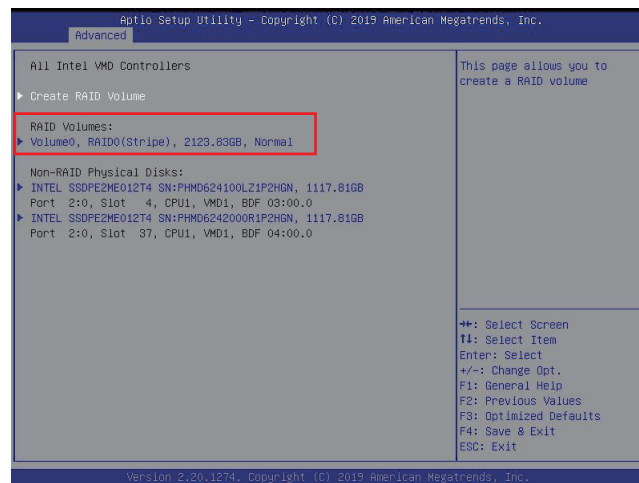 Aptio Setup Utility – Copyright (C) 2019 American Megatrends, Inc.
Advanced
All Intel VMD Controllers
Create RAID Volume
RAID Volumes:
Volume0, RAID0(Stripe), 2123.83GB, Normal
Non-RAID Physical Disks:
INTEL SSDPE2ME012T4 SN:PHMD624100LZ1P2HGN, 1117.81GB
Port 2:0, Slot 4, CPU1, VMD1, BDF 03:00.0
INTEL SSDPE2ME012T4 SN:PHMD6242000R1P2HGN, 1117.81GB
Port 2:0, Slot 37, CPU1, VMD1, BDF 04:00.0
This page allows you to
create a RAID volume
→←: Select Screen
↑↓: Select Item
Enter: Select
+/-: Change Opt.
F1: General Help
F2: Previous Values
F3: Optimized Defaults
F4: Save & Exit
ESC: Exit
Version 2.20.1274. Copyright (C) 2019 American Megatrends, Inc.